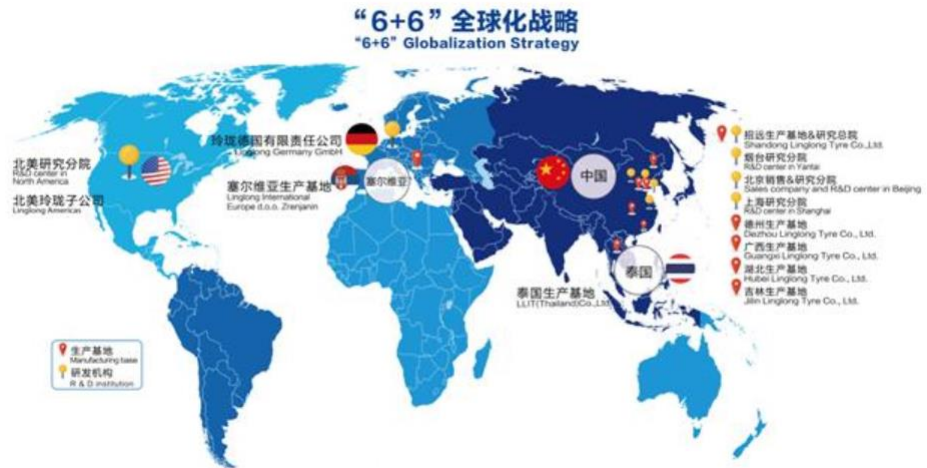 “6+6”全球化战略
“6+6” Globalization Strategy
北美研究分院
R&D center in
North America
北美玲珑子公司
Linglong Americas
玲珑德国有限责任公司
Linglong Germany GmbH
塞尔维亚生产基地
Linglong International
Europe d.o.o. Zrenjanin
塞尔维亚
中国
泰国
泰国生产基地
LLIT(Thailand)Co.,Ltd
招远生产基地&研究总院
Shandong Linglong Tyre Co.,Ltd.
烟台研究分院
R&D center in Yantai
北京销售&研究分院
Sales company and R&D center in Beijing
上海研究分院
R&D center in Shanghai
德州生产基地
Dezhou Linglong Tyre Co., Ltd.
广西生产基地
Guangxi Linglong Tyre Co., Ltd.
湖北生产基地
Hubei Linglong Tyre Co., Ltd.
吉林生产基地
Jilin Linglong Tyre Co., Ltd.
生产基地
Manufacturing base
研发机构
R & D institution